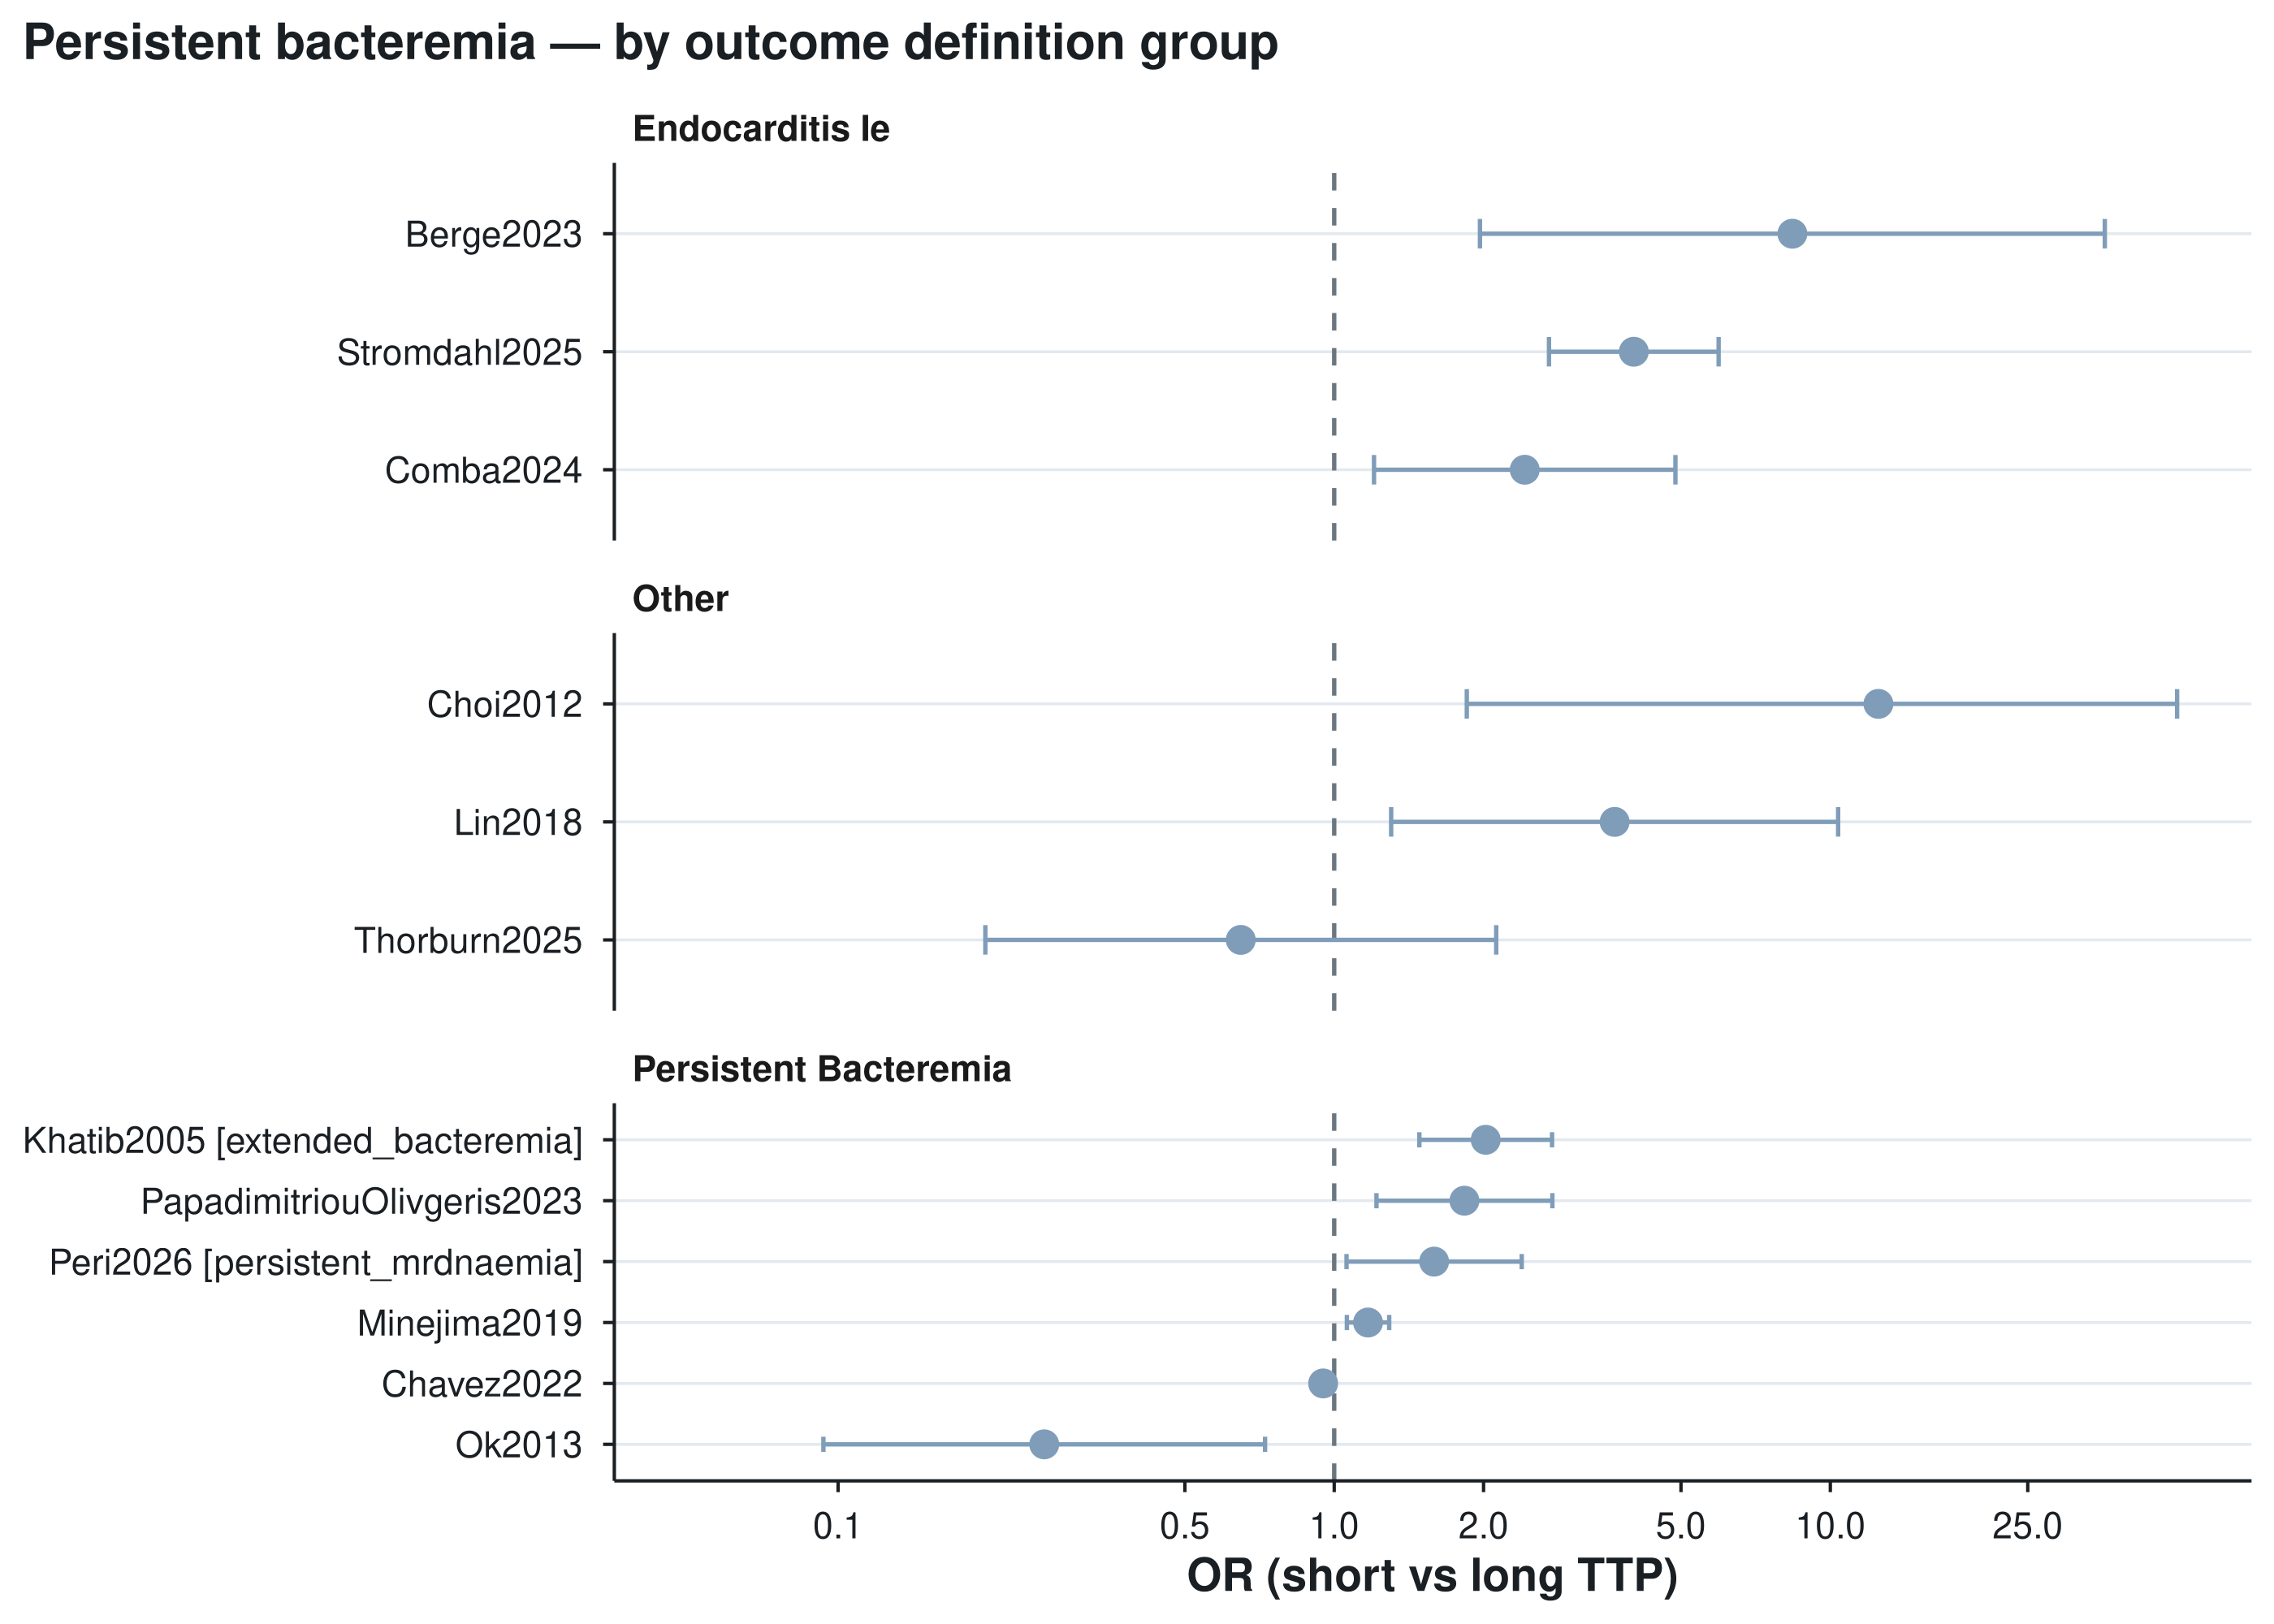 Persistent bacteremia — by outcome definition group
Endocarditis Ie
Berge2023
Stromdahl2025
Comba2024
Other
Choi2012
Lin2018
Thorburn2025
Persistent Bacteremia
Khatib2005 [extended_bacteremia]
PapadimitriouOlivgeris2023
Peri2026 [persistent_mrdnaemia]
Minejima2019
Chavez2022
Ok2013
0.1 0.5 1.0 2.0 5.0 10.0 25.0
OR (short vs long TTP)